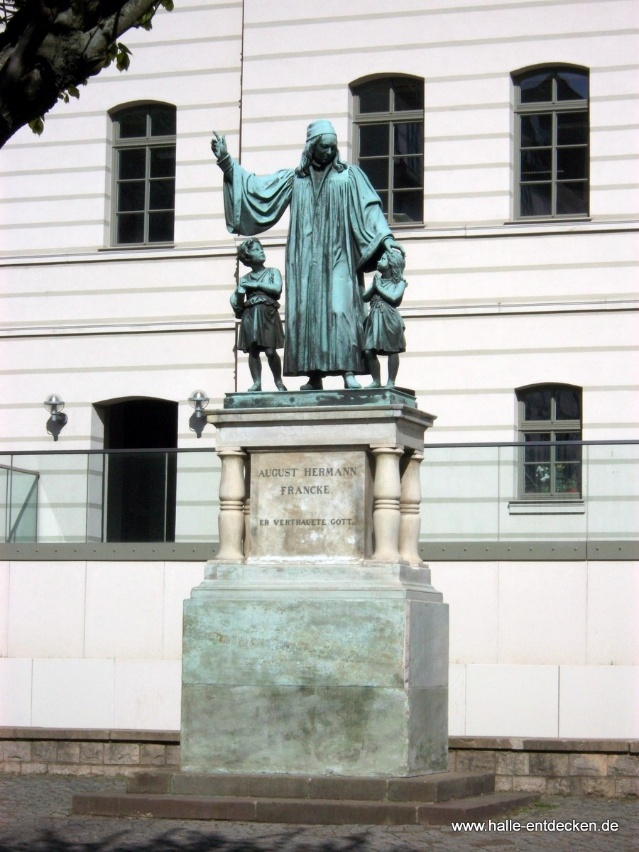 AUGUST HERMANN
FRANCKE.
ER VERTRAUETE GOTT.
www.halle-entdecken.de